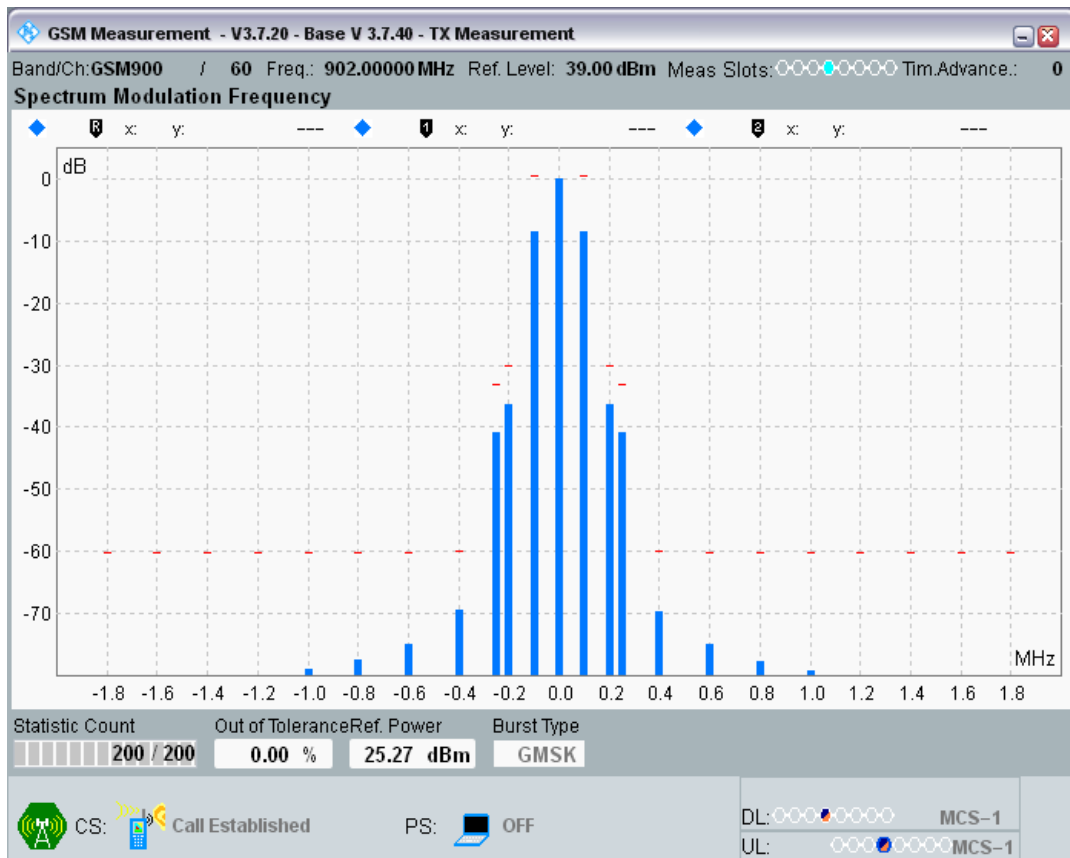 GSM Measurement - V3.7.20 - Base V 3.7.40 - TX Measurement
Band/Ch:GSM900 / 60 Freq.: 902.00000 MHz Ref. Level: 39.00 dBm Meas Slots: Tim.Advance.: 0
Spectrum Modulation Frequency
R x: y: --- 1 x: y: --- 2 x: y: ---
dB
0
-10
-20
-30
-40
-50
-60
-70
MHz
-1.8 -1.6 -1.4 -1.2 -1.0 -0.8 -0.6 -0.4 -0.2 0.0 0.2 0.4 0.6 0.8 1.0 1.2 1.4 1.6 1.8
Statistic Count Out of Tolerance Ref. Power Burst Type
200 / 200 0.00 % 25.27 dBm GMSK
CS: Call Established PS: OFF
DL: MCS-1
UL: MCS-1